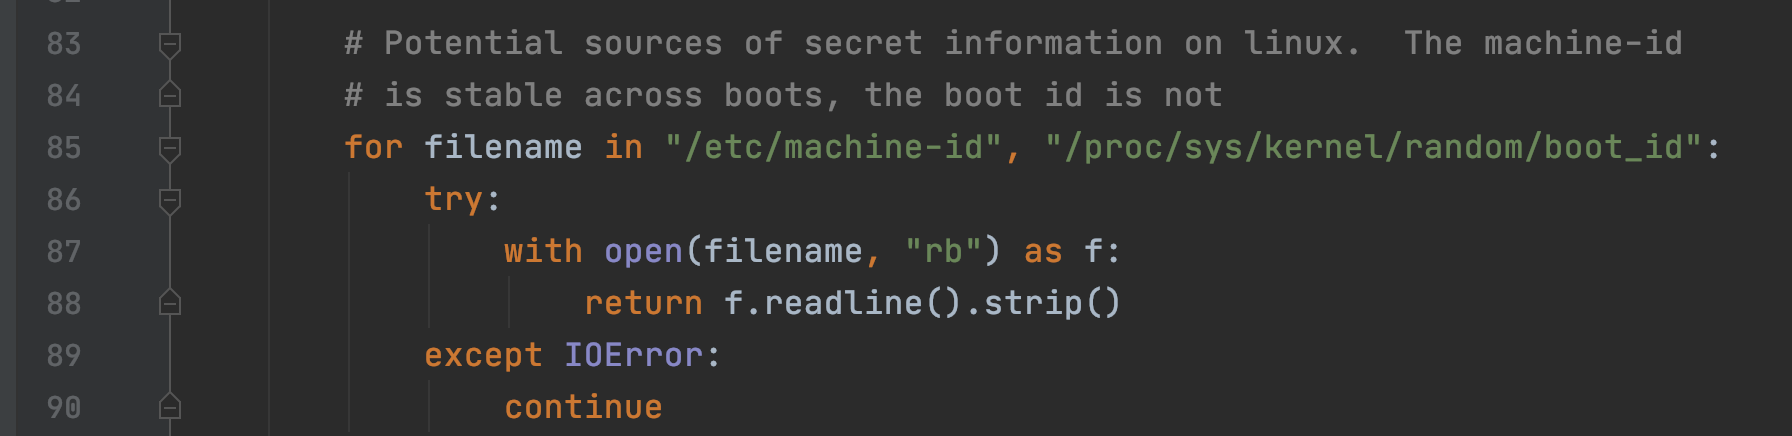 83 # Potential sources of secret information on linux.  The machine-id
84 # is stable across boots, the boot id is not
85 for filename in "/etc/machine-id", "/proc/sys/kernel/random/boot_id":
86     try:
87         with open(filename, "rb") as f:
88             return f.readline().strip()
89     except IOError:
90         continue